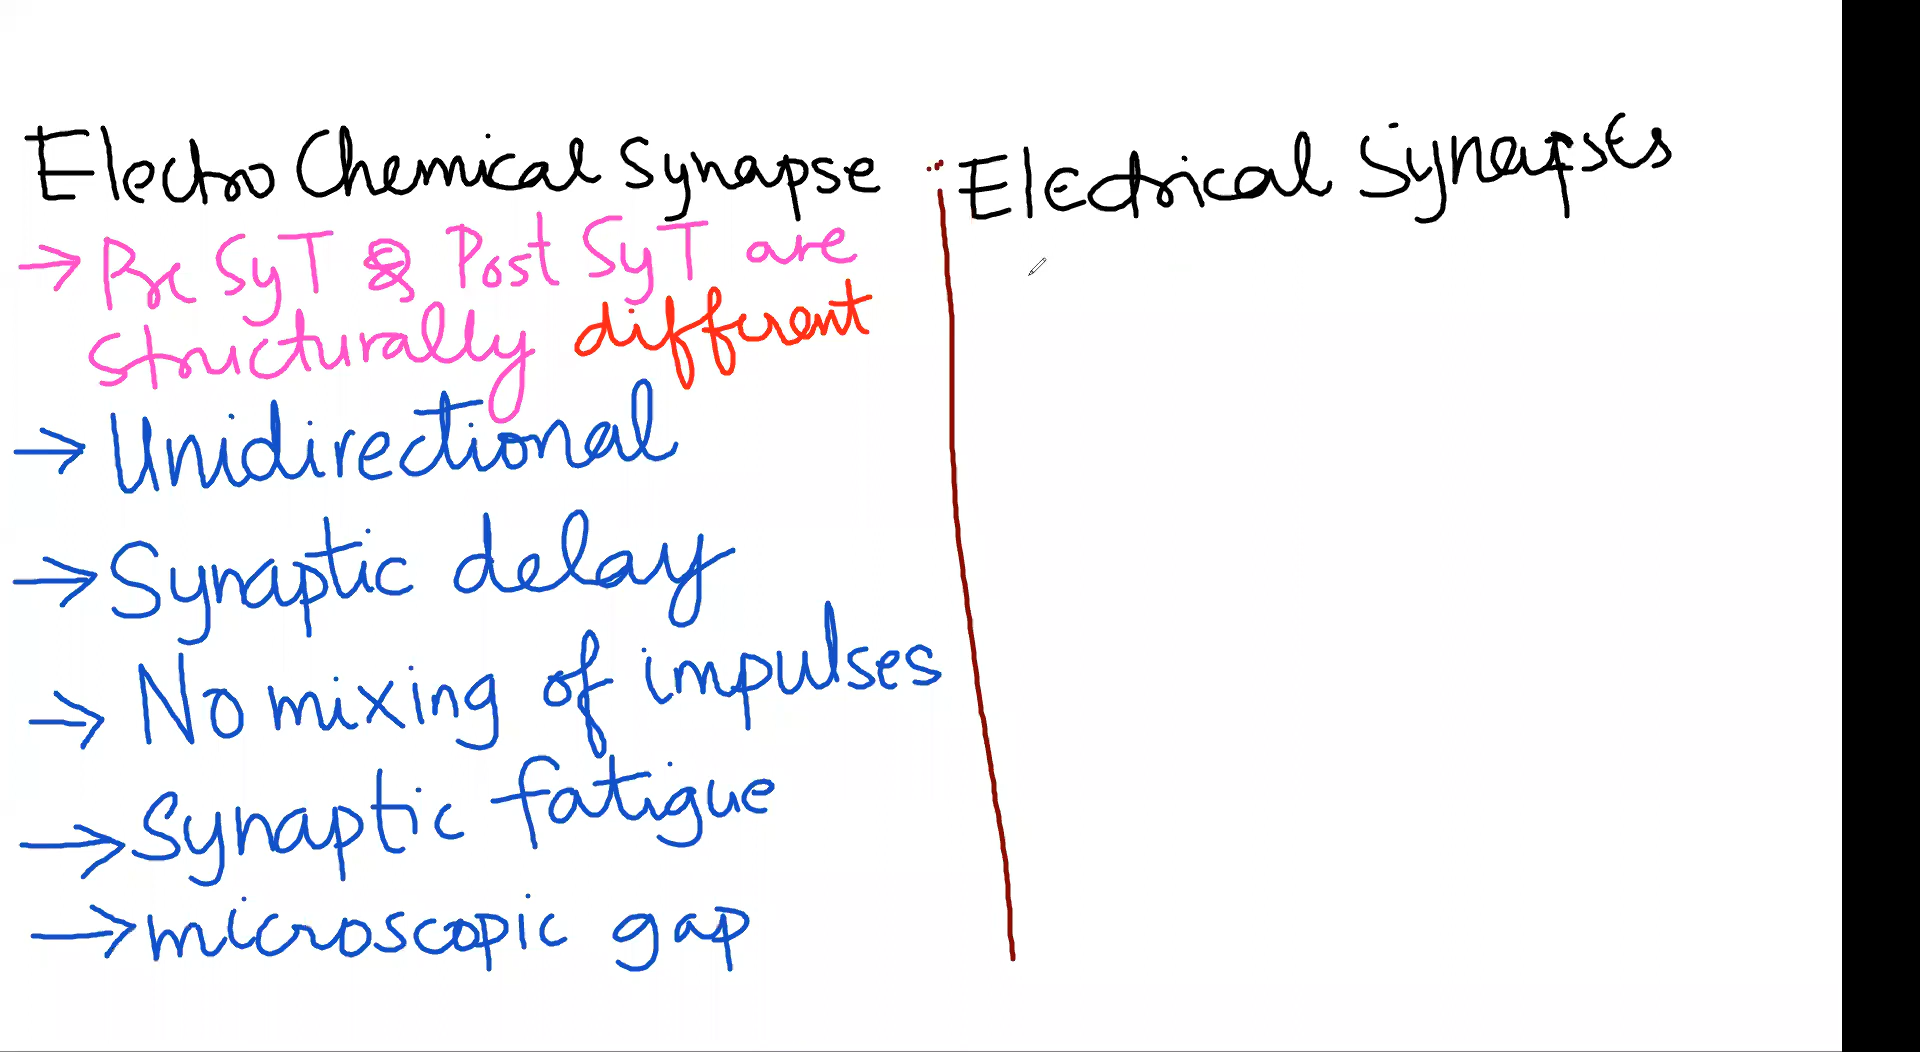 Electro Chemical Synapse
→ Pre SyT & Post SyT are
structurally different
→ Unidirectional
→ Synaptic delay
→ No mixing of impulses
→ Synaptic fatigue
→ microscopic gap
Electrical Synapses